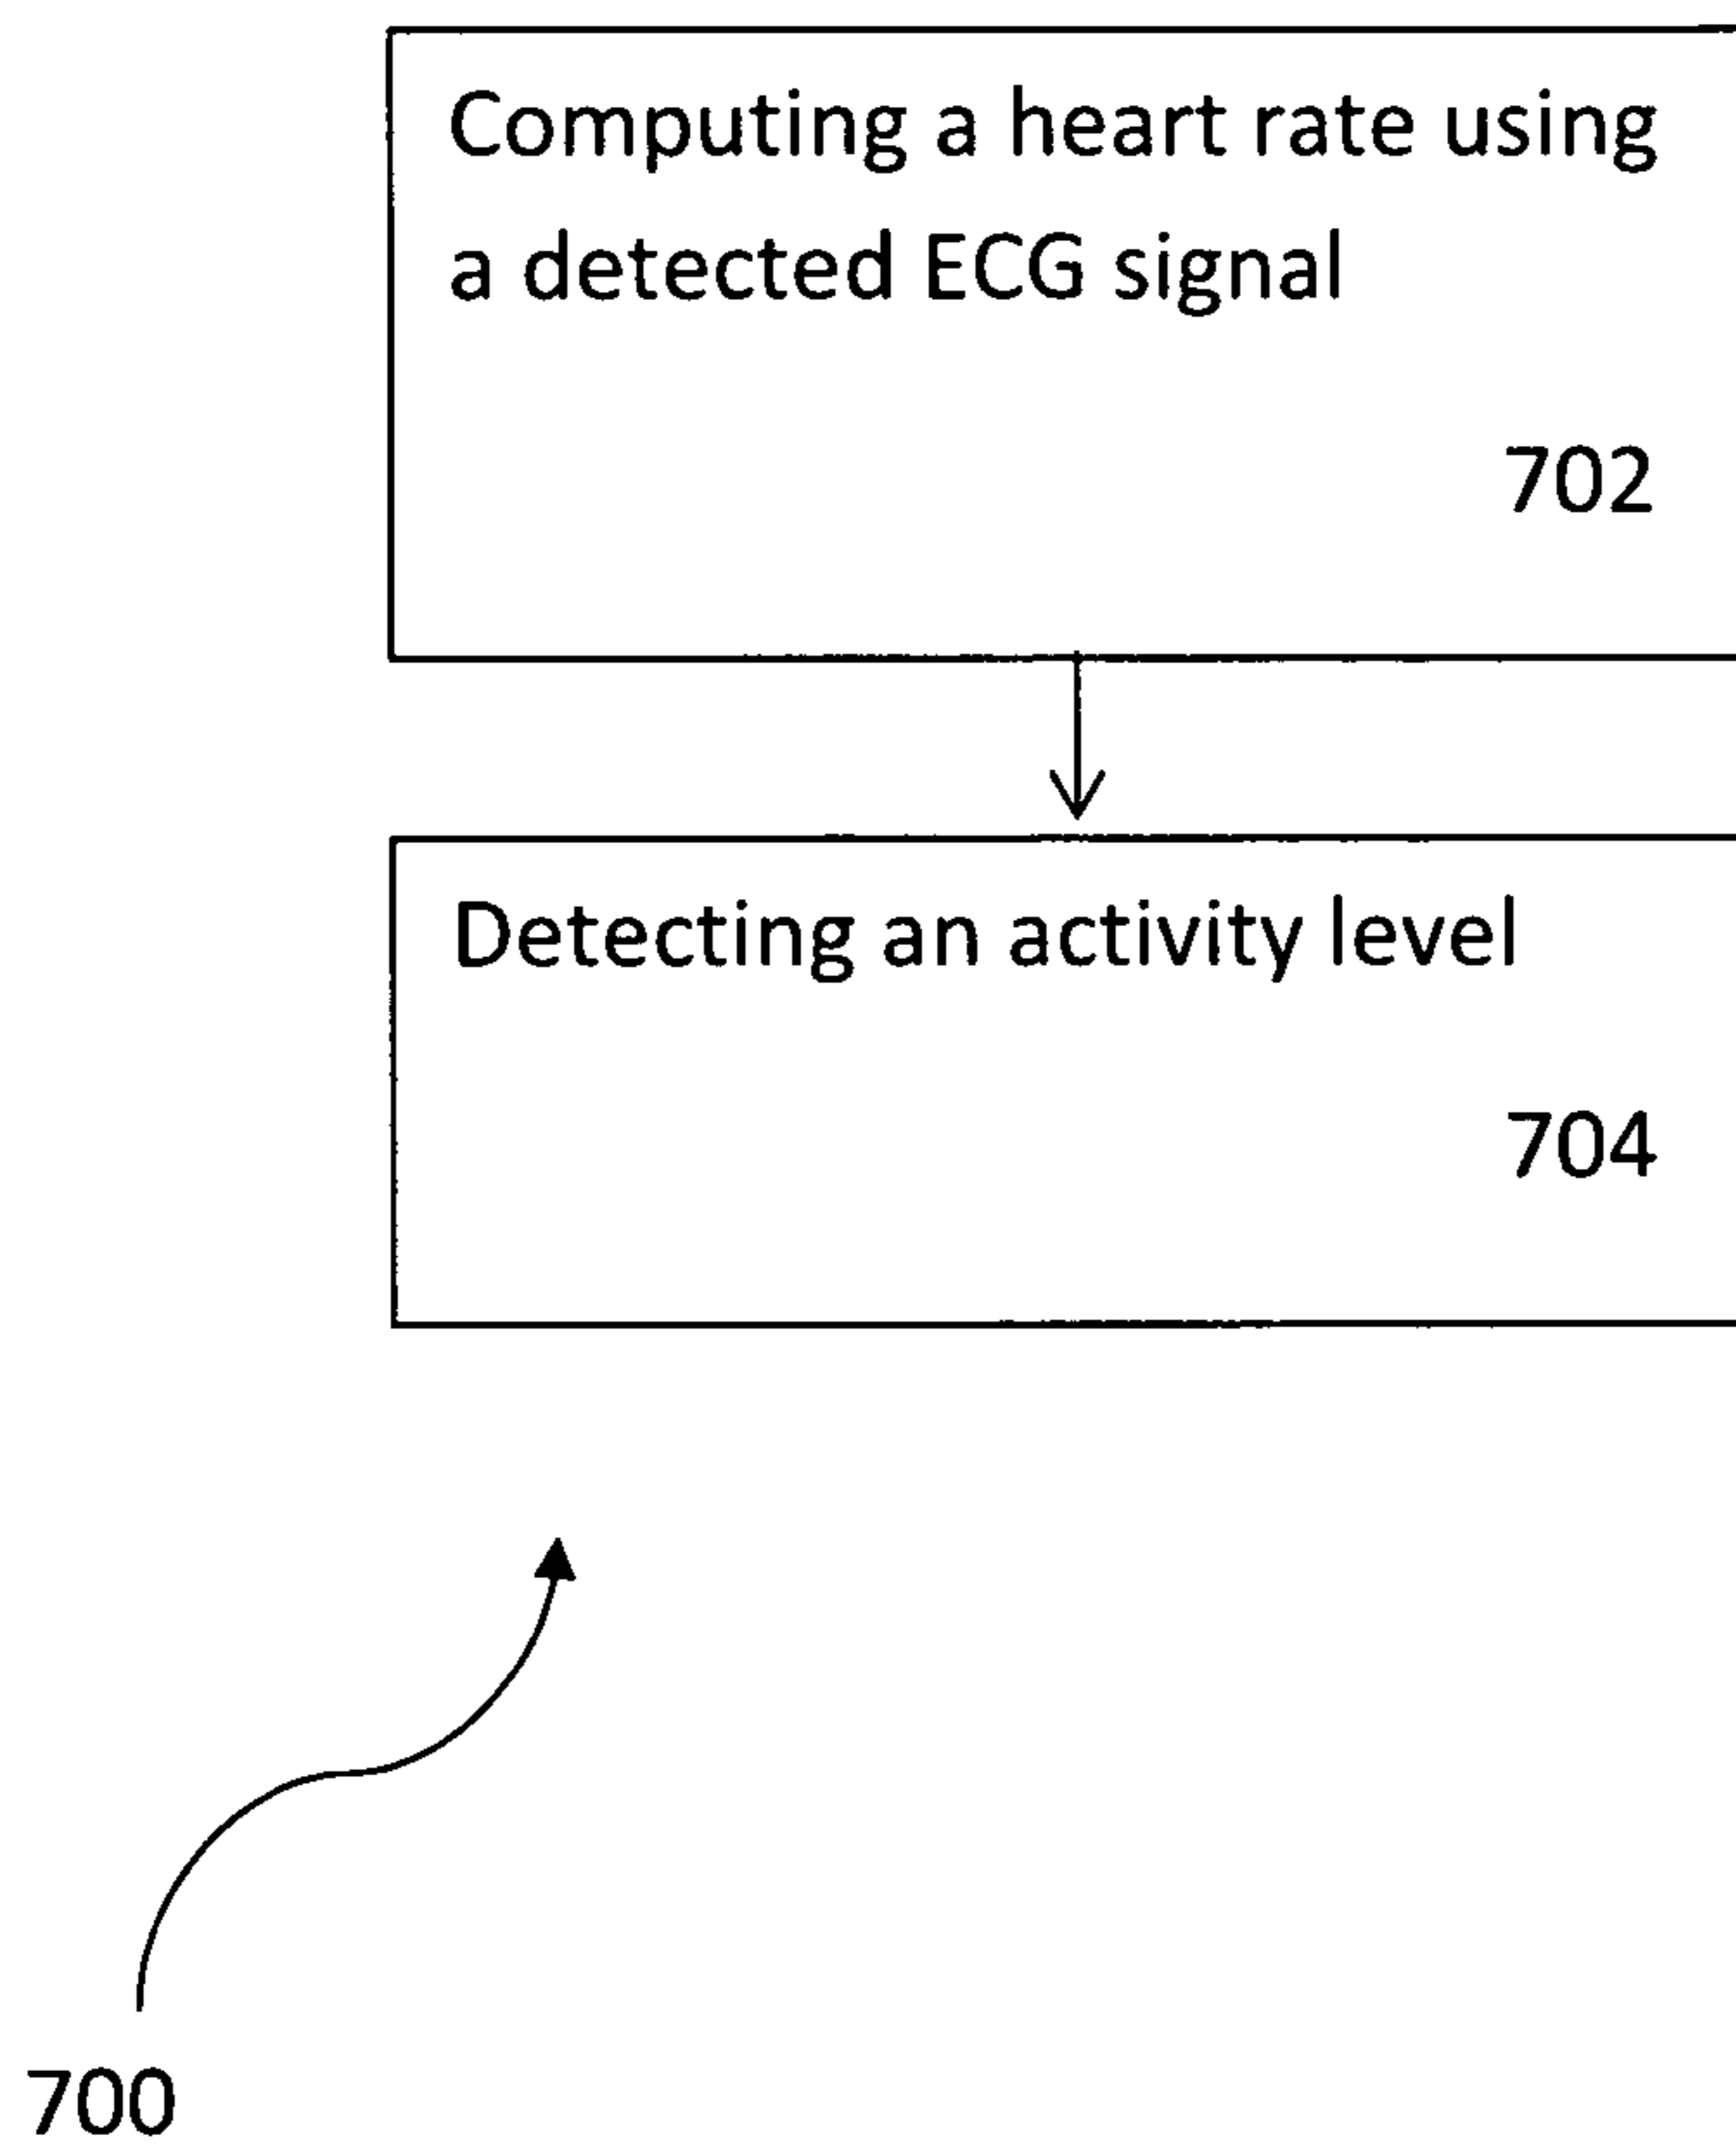 Computing a heart rate using
a detected ECG signal
702
Detecting an activity level
704
700